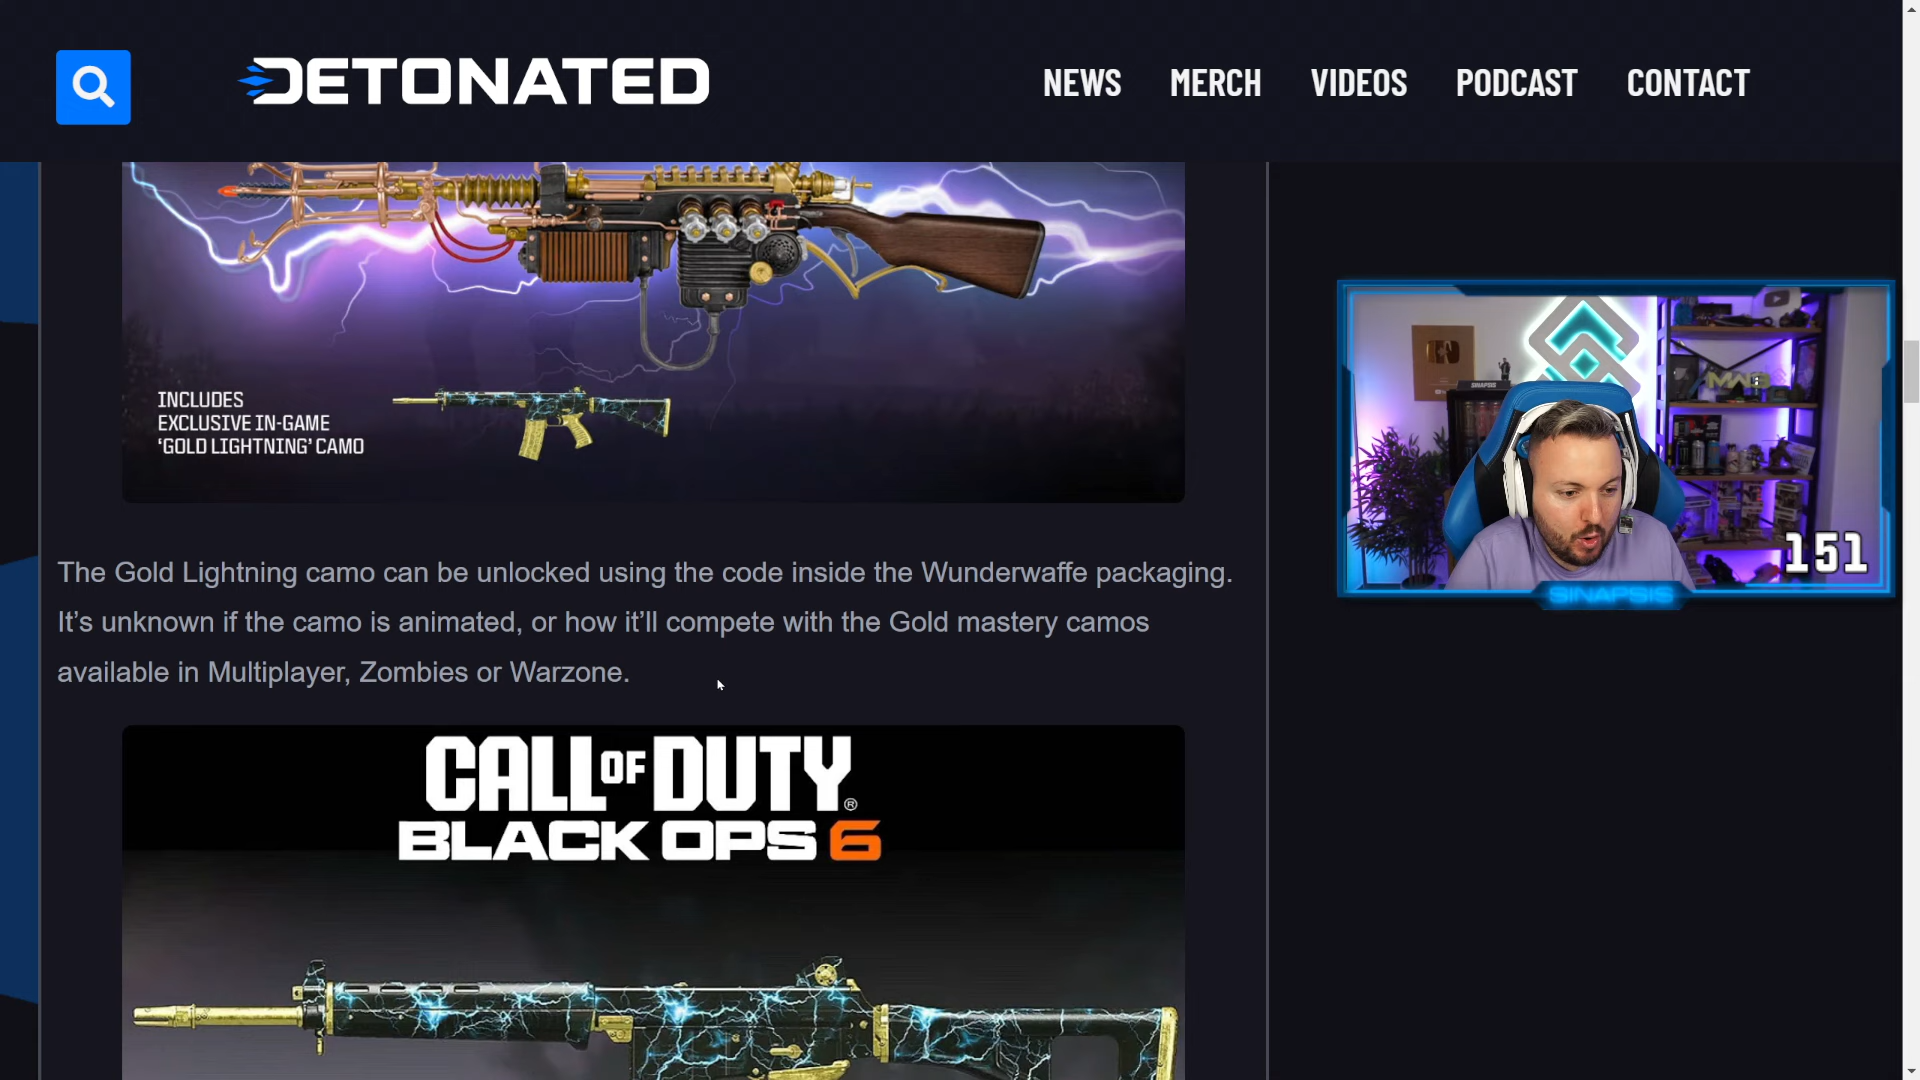 DETONATED
NEWS
MERCH
VIDEOS
PODCAST
CONTACT
INCLUDES
EXCLUSIVE IN-GAME
‘GOLD LIGHTNING’ CAMO
SINAPSIS
151
SINAPSIS
The Gold Lightning camo can be unlocked using the code inside the Wunderwaffe packaging.
It’s unknown if the camo is animated, or how it’ll compete with the Gold mastery camos
available in Multiplayer, Zombies or Warzone.
CALL OF DUTY®
BLACK OPS 6